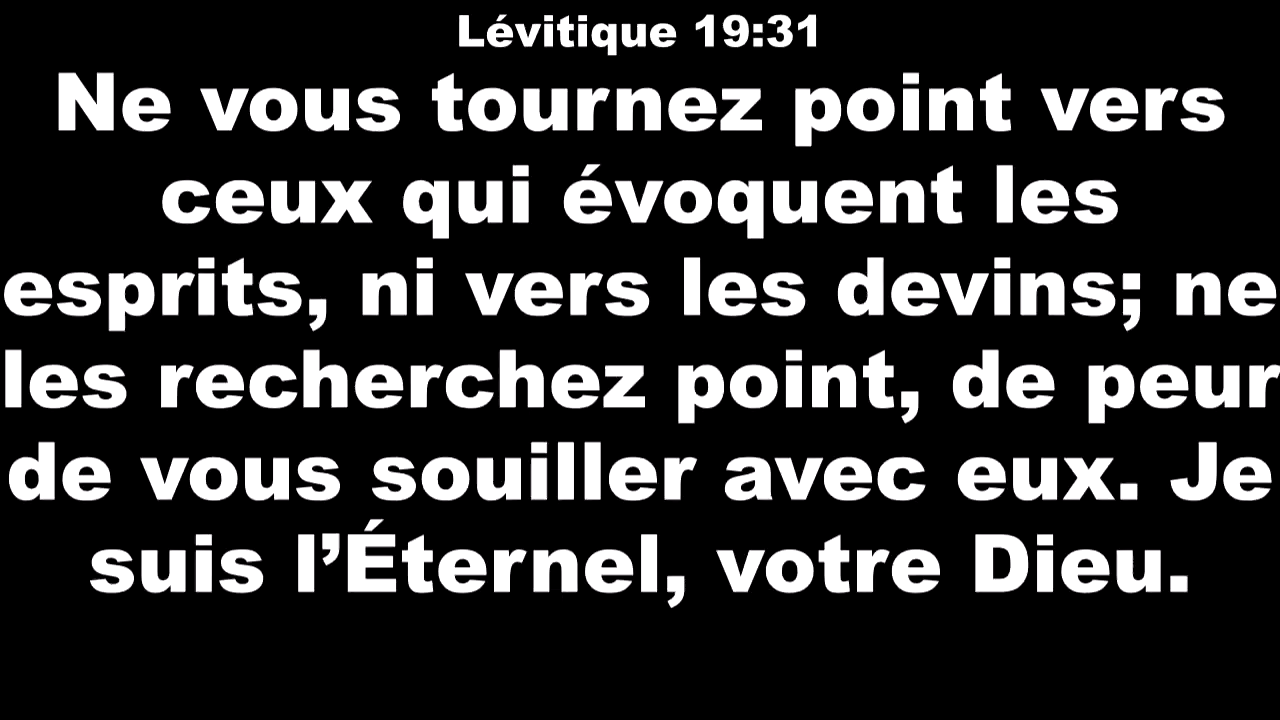 Lévitique 19:31
Ne vous tournez point vers
ceux qui évoquent les
esprits, ni vers les devins; ne
les recherchez point, de peur
de vous souiller avec eux. Je
suis l’Éternel, votre Dieu.